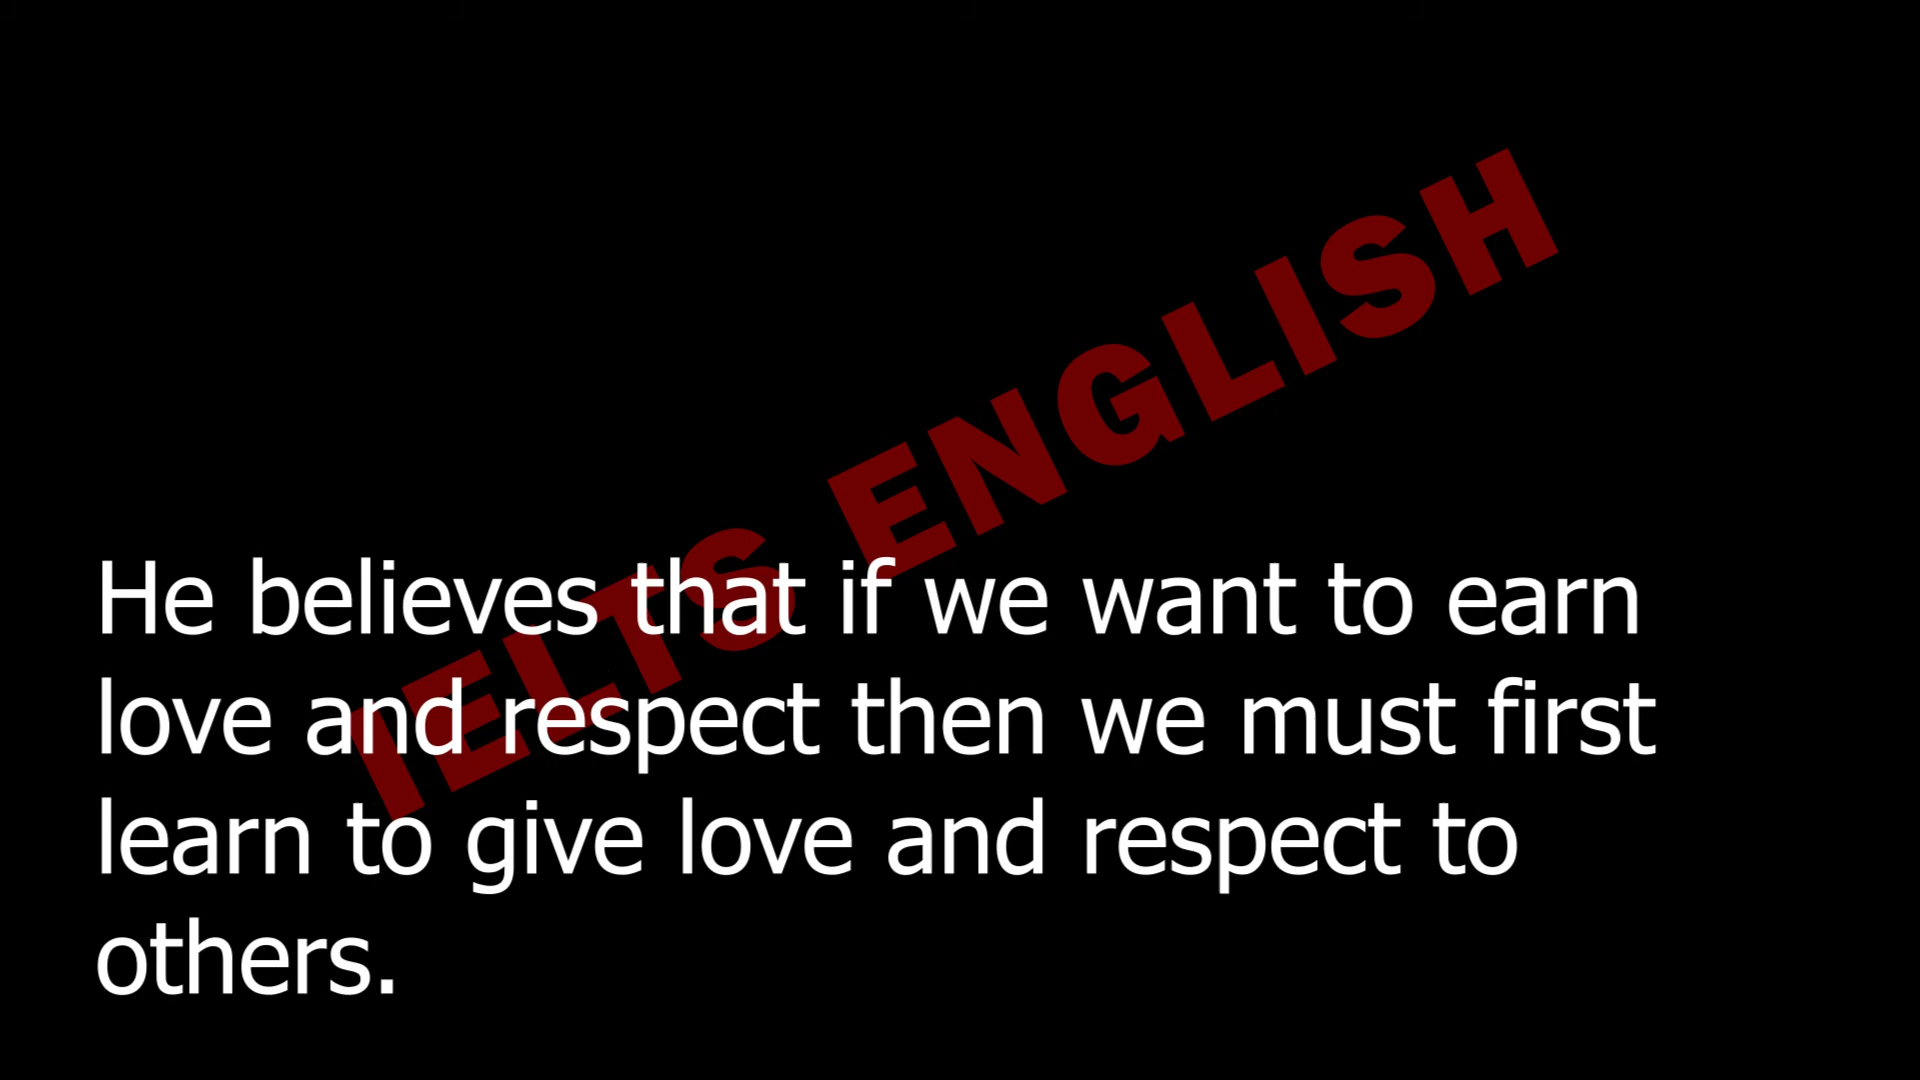 IELTS ENGLISH
He believes that if we want to earn
love and respect then we must first
learn to give love and respect to
others.